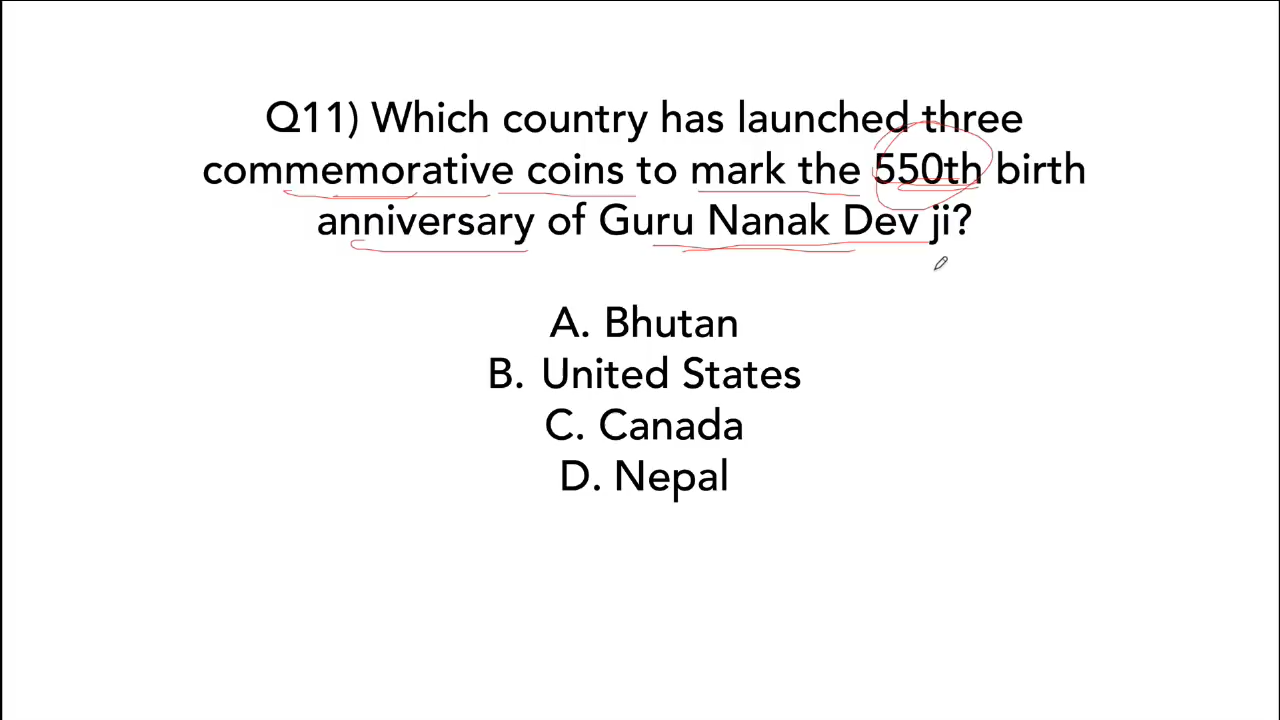 Q11) Which country has launched three
commemorative coins to mark the 550th birth
anniversary of Guru Nanak Dev ji?
A. Bhutan
B. United States
C. Canada
D. Nepal